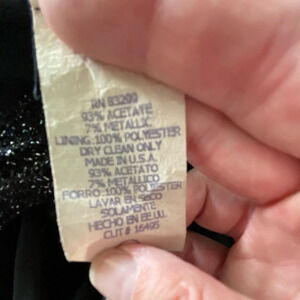 RN 83299
93% ACETATE
7% METALLIC
LINING:100% POLYESTER
DRY CLEAN ONLY
MADE IN U.S.A.
93% ACETATO
7% METALLICO
FORRO:100% POLYESTER
LAVAR EN SECO
SOLAMENTE
HECHO EN EE.UU.
CUT# 16495